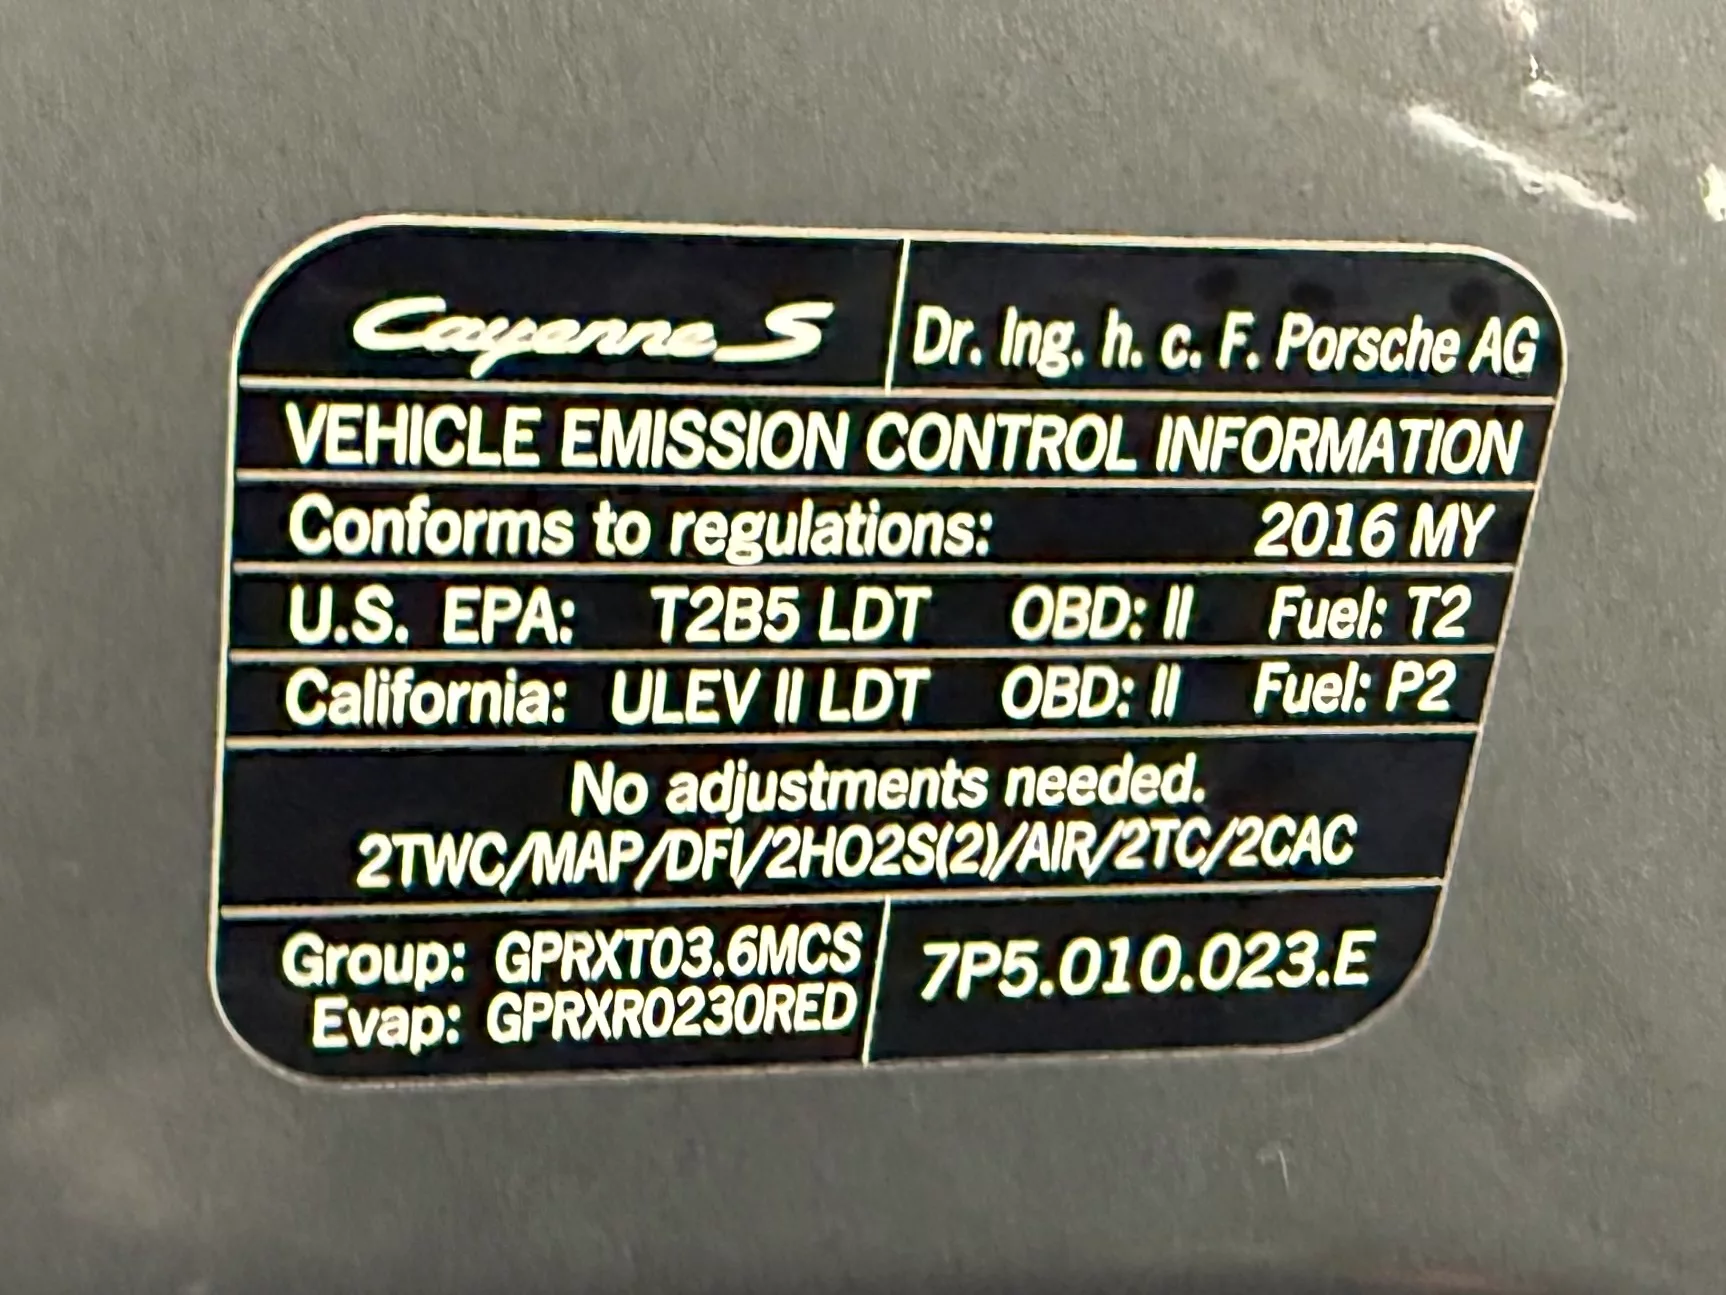 Cayenne S Dr. Ing. h. c. F. Porsche AG
VEHICLE EMISSION CONTROL INFORMATION
Conforms to regulations: 2016 MY
U.S. EPA: T2B5 LDT OBD: II Fuel: T2
California: ULEV II LDT OBD: II Fuel: P2
No adjustments needed.
2TWC/MAP/DFI/2HO2S(2)/AIR/2TC/2CAC
Group: GPRXT03.6MCS
Evap: GPRXR0230RED
7P5.010.023.E